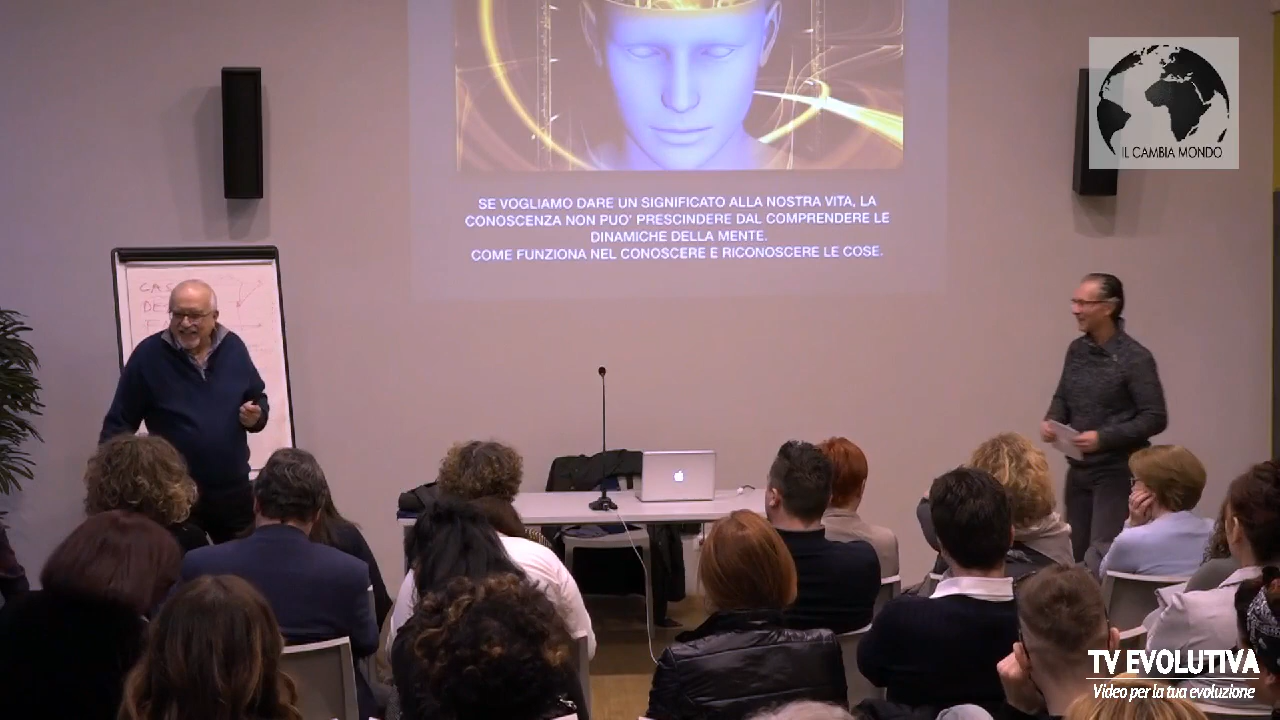 IL CAMBIA MONDO
SE VOGLIAMO DARE UN SIGNIFICATO ALLA NOSTRA VITA, LA
CONOSCENZA NON PUO' PRESCINDERE DAL COMPRENDERE LE
DINAMICHE DELLA MENTE.
COME FUNZIONA NEL CONOSCERE E RICONOSCERE LE COSE.
TV EVOLUTIVA
Video per la tua evoluzione